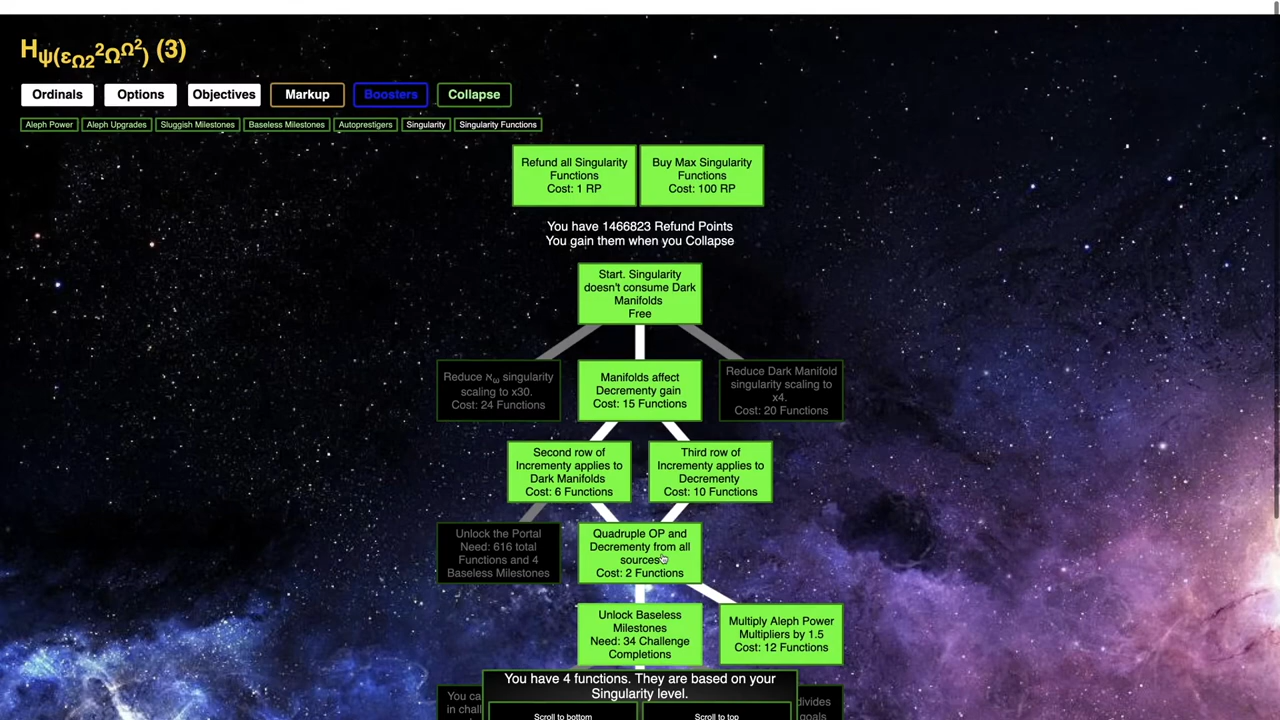 Hψ(εΩ2²Ω^Ω²) (3)
Ordinals Options Objectives Markup Boosters Collapse
Aleph Power Aleph Upgrades Sluggish Milestones Baseless Milestones Autoprestigers Singularity Singularity Functions
Refund all Singularity
Functions
Cost: 1 RP
Buy Max Singularity
Functions
Cost: 100 RP
You have 1466823 Refund Points
You gain them when you Collapse
Start. Singularity
doesn't consume Dark
Manifolds
Free
Reduce ℵω singularity
scaling to x30.
Cost: 24 Functions
Manifolds affect
Decrementy gain
Cost: 15 Functions
Reduce Dark Manifold
singularity scaling to
x4.
Cost: 20 Functions
Second row of
Incrementy applies to
Dark Manifolds
Cost: 6 Functions
Third row of
Incrementy applies to
Decrementy
Cost: 10 Functions
Unlock the Portal
Need: 616 total
Functions and 4
Baseless Milestones
Quadruple OP and
Decrementy from all
sources
Cost: 2 Functions
Unlock Baseless
Milestones
Need: 34 Challenge
Completions
Multiply Aleph Power
Multipliers by 1.5
Cost: 12 Functions
You ca
in chall
divides
goals
You have 4 functions. They are based on your
Singularity level.
Scroll to bottom Scroll to top